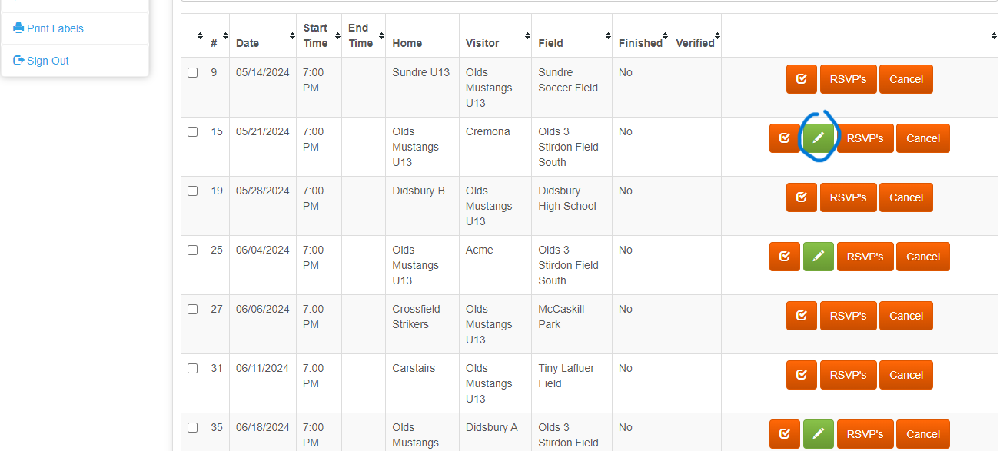 Print Labels
Sign Out
# Date Start Time End Time Home Visitor Field Finished Verified
9 05/14/2024 7:00 PM Sundre U13 Olds Mustangs U13 Sundre Soccer Field No RSVP's Cancel
15 05/21/2024 7:00 PM Olds Mustangs U13 Cremona Olds 3 Stirdon Field South No RSVP's Cancel
19 05/28/2024 7:00 PM Didsbury B Olds Mustangs U13 Didsbury High School No RSVP's Cancel
25 06/04/2024 7:00 PM Olds Mustangs U13 Acme Olds 3 Stirdon Field South No RSVP's Cancel
27 06/06/2024 7:00 PM Crossfield Strikers Olds Mustangs U13 McCaskill Park No RSVP's Cancel
31 06/11/2024 7:00 PM Carstairs Olds Mustangs U13 Tiny Lafluer Field No RSVP's Cancel
35 06/18/2024 7:00 PM Olds Mustangs Didsbury A Olds 3 Stirdon Field No RSVP's Cancel